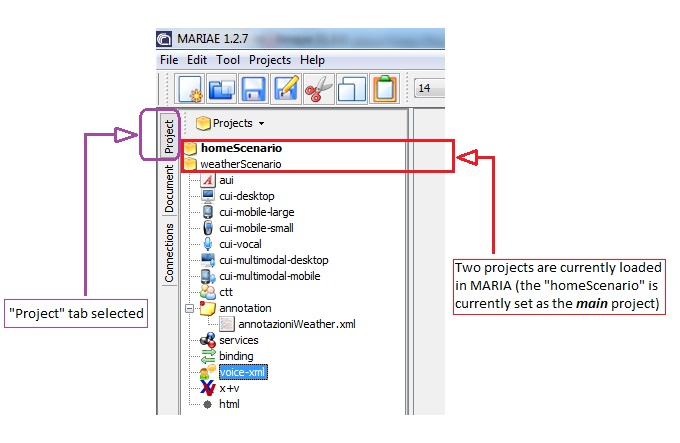 MARIAE 1.2.7
File Edit Tool Projects Help
14
Project
Document
Connections
Projects
homeScenario
weatherScenario
aui
cui-desktop
cui-mobile-large
cui-mobile-small
cui-vocal
cui-multimodal-desktop
cui-multimodal-mobile
ctt
annotation
annotazioniWeather.xml
services
binding
voice-xml
x+v
html
"Project" tab selected
Two projects are currently loaded
in MARIA (the "homeScenario" is
currently set as the main project)